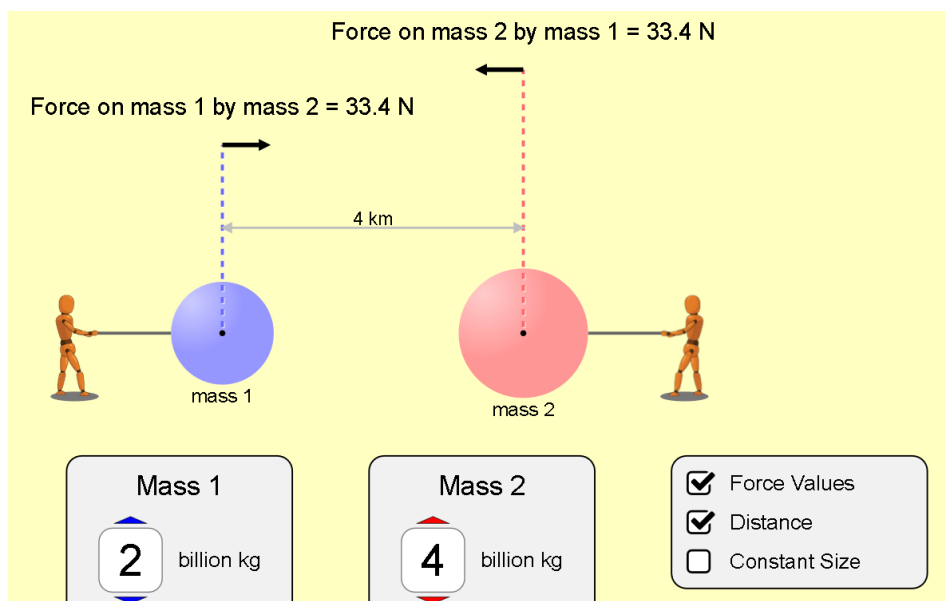 Force on mass 2 by mass 1 = 33.4 N
Force on mass 1 by mass 2 = 33.4 N
4 km
mass 1
mass 2
Mass 1
2 billion kg
Mass 2
4 billion kg
Force Values
Distance
Constant Size